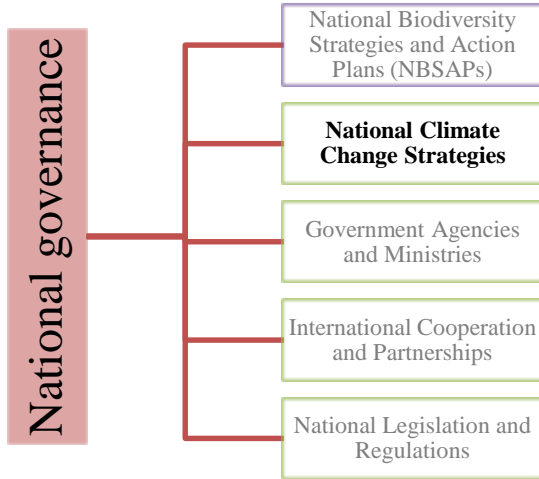 National governance
National Biodiversity
Strategies and Action
Plans (NBSAPs)
National Climate
Change Strategies
Government Agencies
and Ministries
International Cooperation
and Partnerships
National Legislation and
Regulations